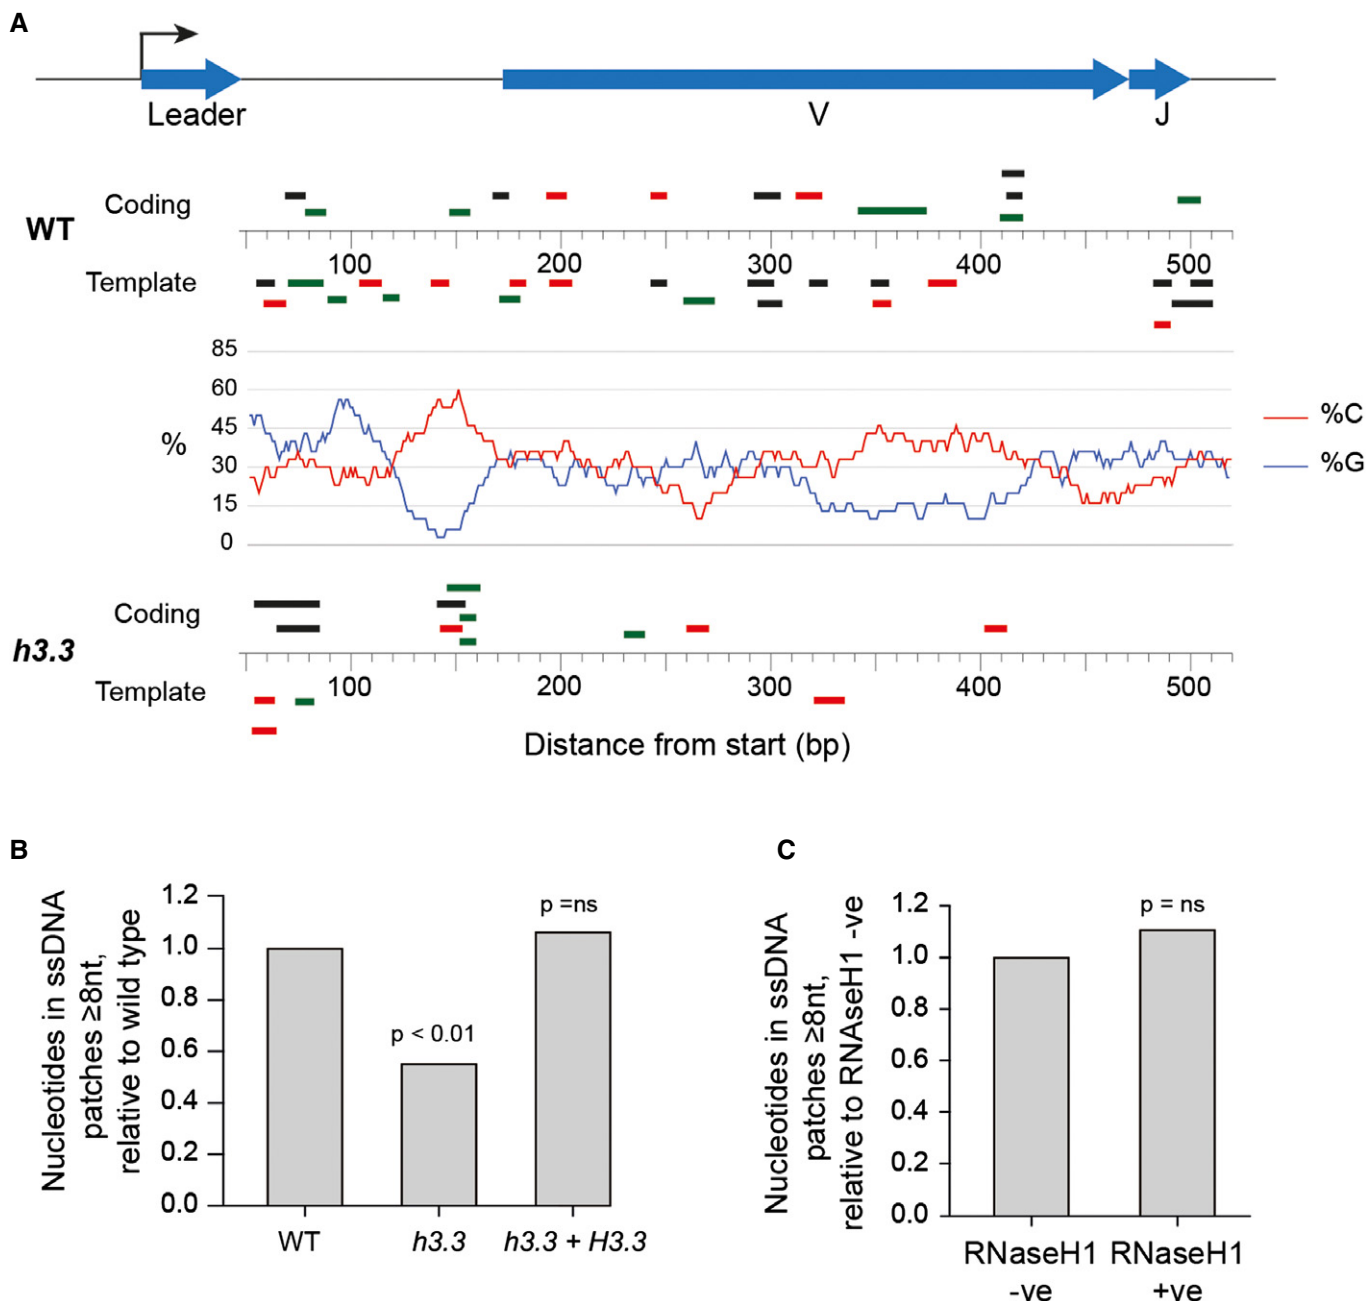 A
Leader
V
J
WT
Coding
100
200
300
400
500
Template
85
60
45
30
15
0
%
%C
%G
h3.3
Coding
100
200
300
400
500
Template
Distance from start (bp)
B
Nucleotides in ssDNA
patches ≥8nt,
relative to wild type
1.2
1.0
0.8
0.6
0.4
0.2
0.0
p < 0.01
p =ns
WT
h3.3
h3.3 + H3.3
C
Nucleotides in ssDNA
patches ≥8nt,
relative to RNAseH1 -ve
1.2
1.0
0.8
0.6
0.4
0.2
0.0
p = ns
RNaseH1
-ve
RNaseH1
+ve